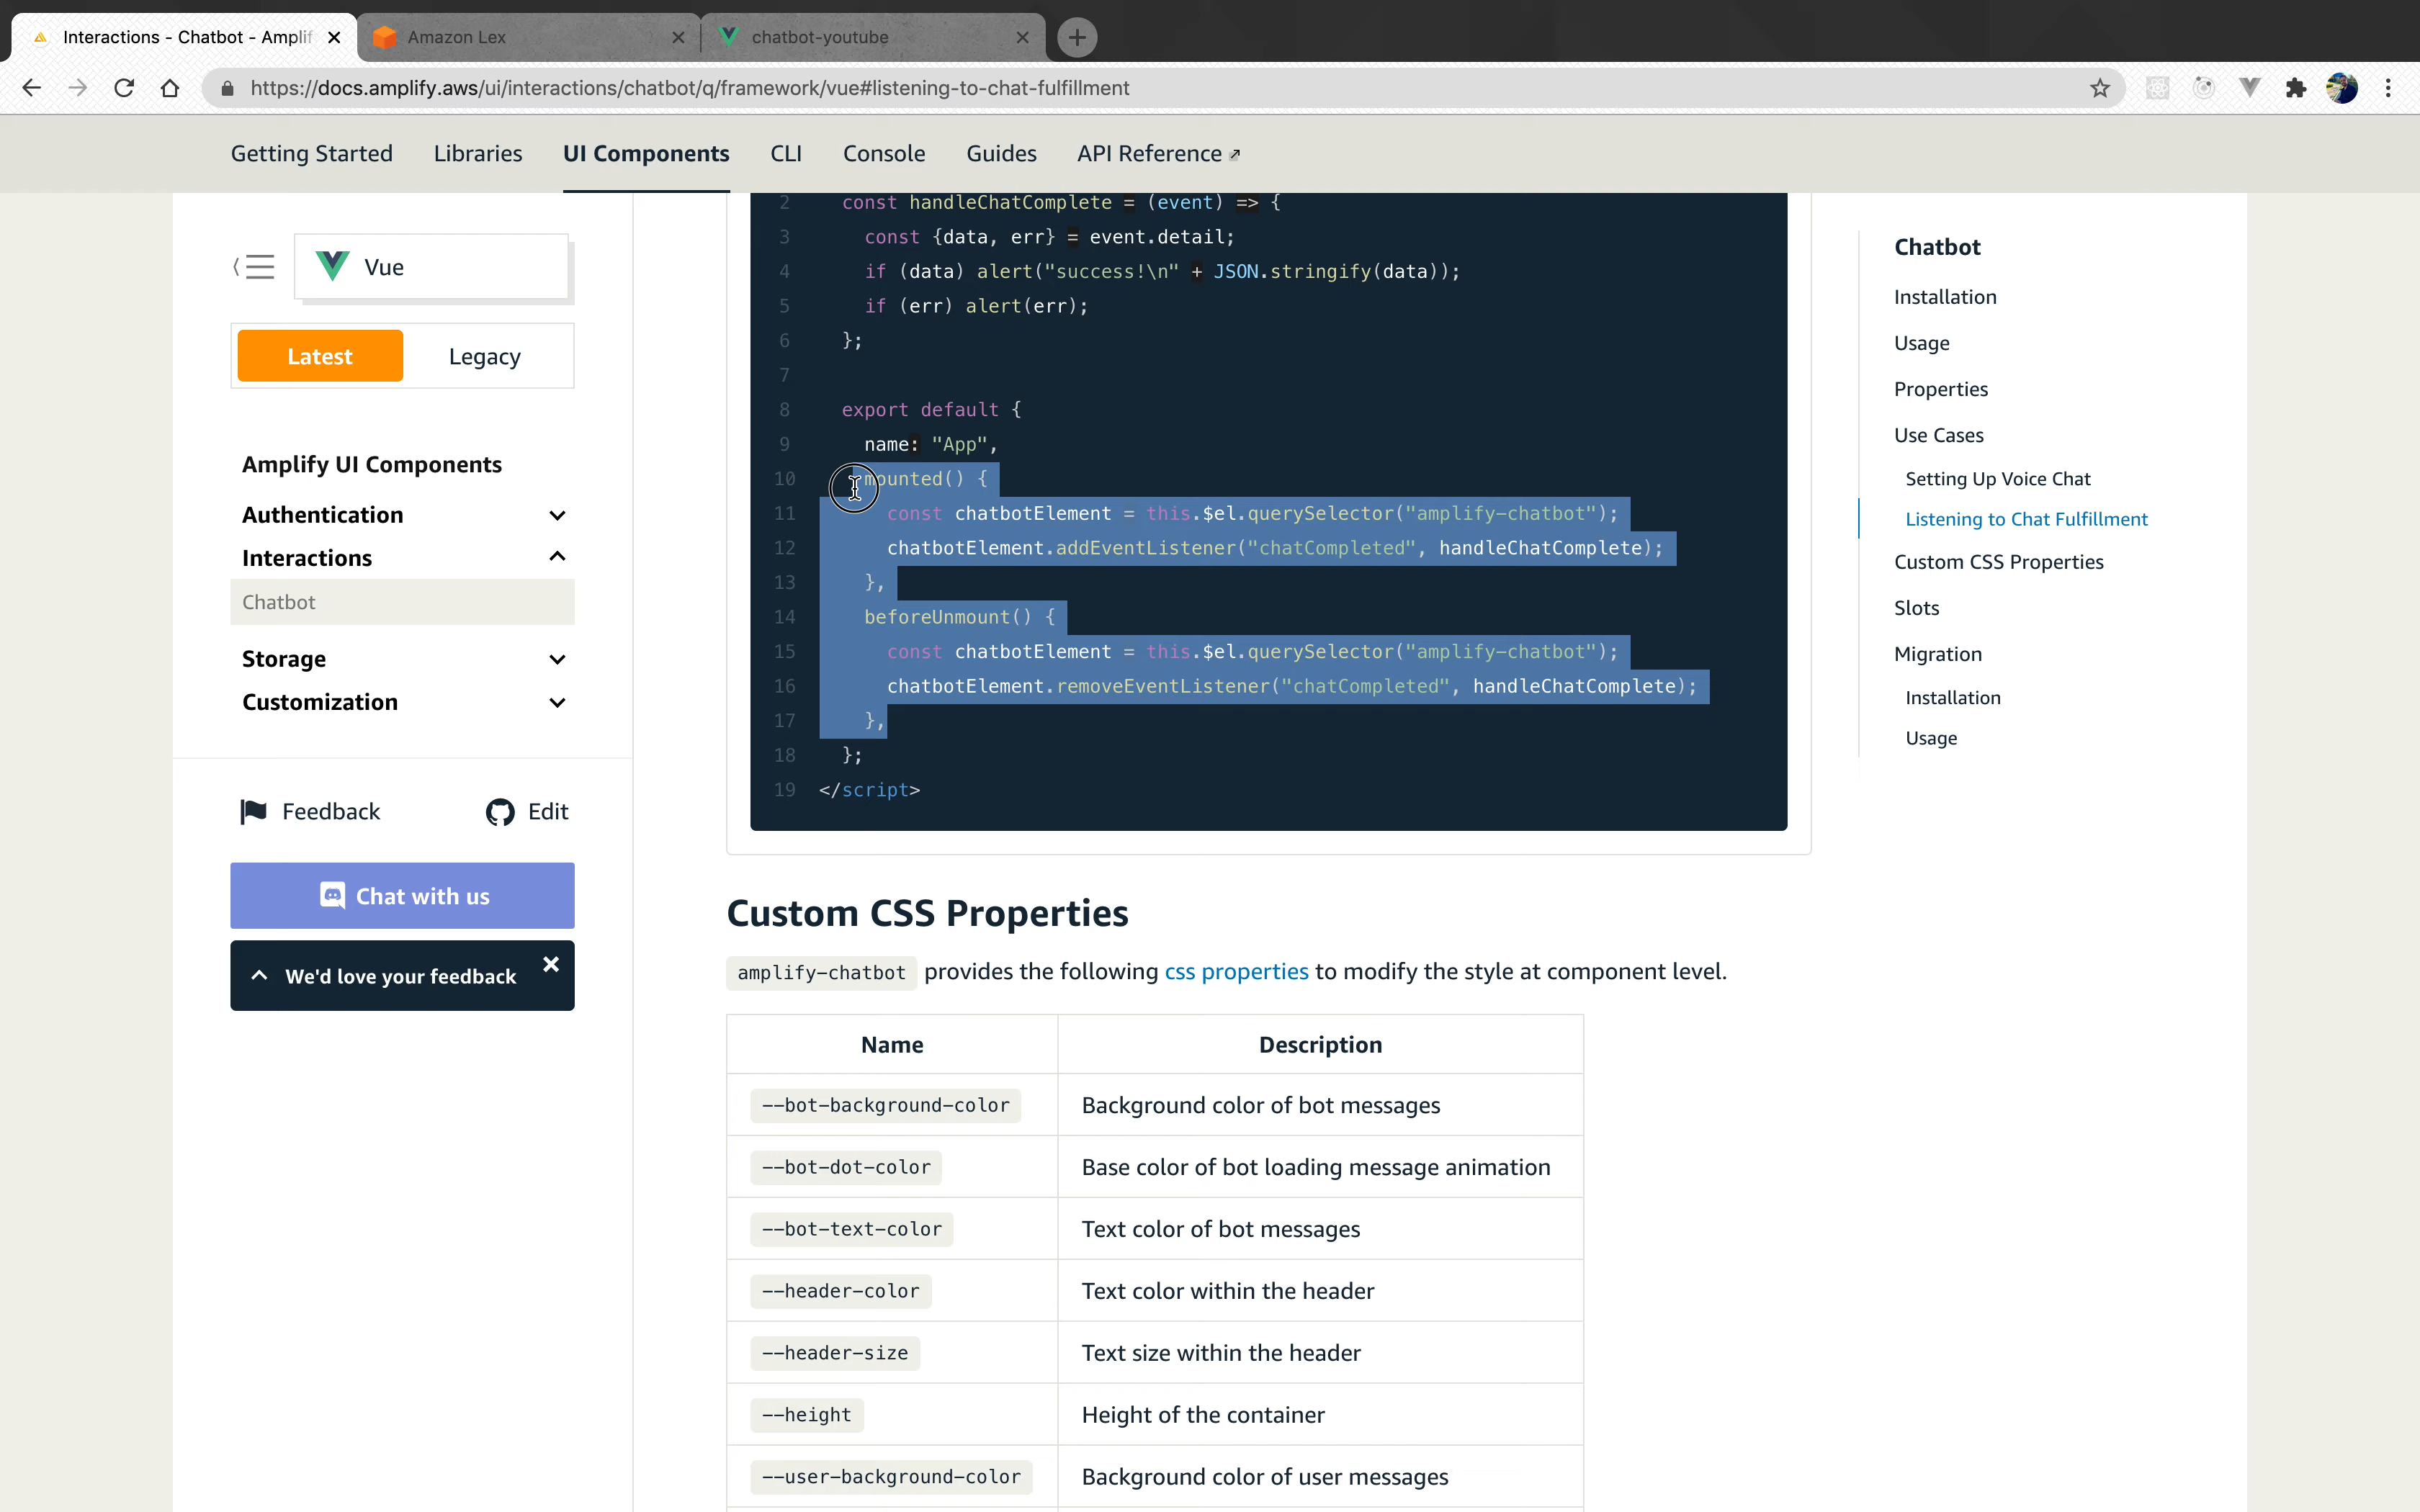 Interactions - Chatbot - Amplif
Amazon Lex
chatbot-youtube
https://docs.amplify.aws/ui/interactions/chatbot/q/framework/vue#listening-to-chat-fulfillment
Getting Started
Libraries
UI Components
CLI
Console
Guides
API Reference
Vue
Latest
Legacy
Amplify UI Components
Authentication
Interactions
Chatbot
Storage
Customization
Feedback
Edit
Chat with us
We'd love your feedback
2 const handleChatComplete = (event) => {
3 const {data, err} = event.detail;
4 if (data) alert("success!\n" + JSON.stringify(data));
5 if (err) alert(err);
6 };
7
8 export default {
9 name: "App",
10 mounted() {
11 const chatbotElement = this.$el.querySelector("amplify-chatbot");
12 chatbotElement.addEventListener("chatCompleted", handleChatComplete);
13 },
14 beforeUnmount() {
15 const chatbotElement = this.$el.querySelector("amplify-chatbot");
16 chatbotElement.removeEventListener("chatCompleted", handleChatComplete);
17 },
18 };
19 </script>
Custom CSS Properties
amplify-chatbot provides the following css properties to modify the style at component level.
Name Description
--bot-background-color Background color of bot messages
--bot-dot-color Base color of bot loading message animation
--bot-text-color Text color of bot messages
--header-color Text color within the header
--header-size Text size within the header
--height Height of the container
--user-background-color Background color of user messages
Chatbot
Installation
Usage
Properties
Use Cases
Setting Up Voice Chat
Listening to Chat Fulfillment
Custom CSS Properties
Slots
Migration
Installation
Usage